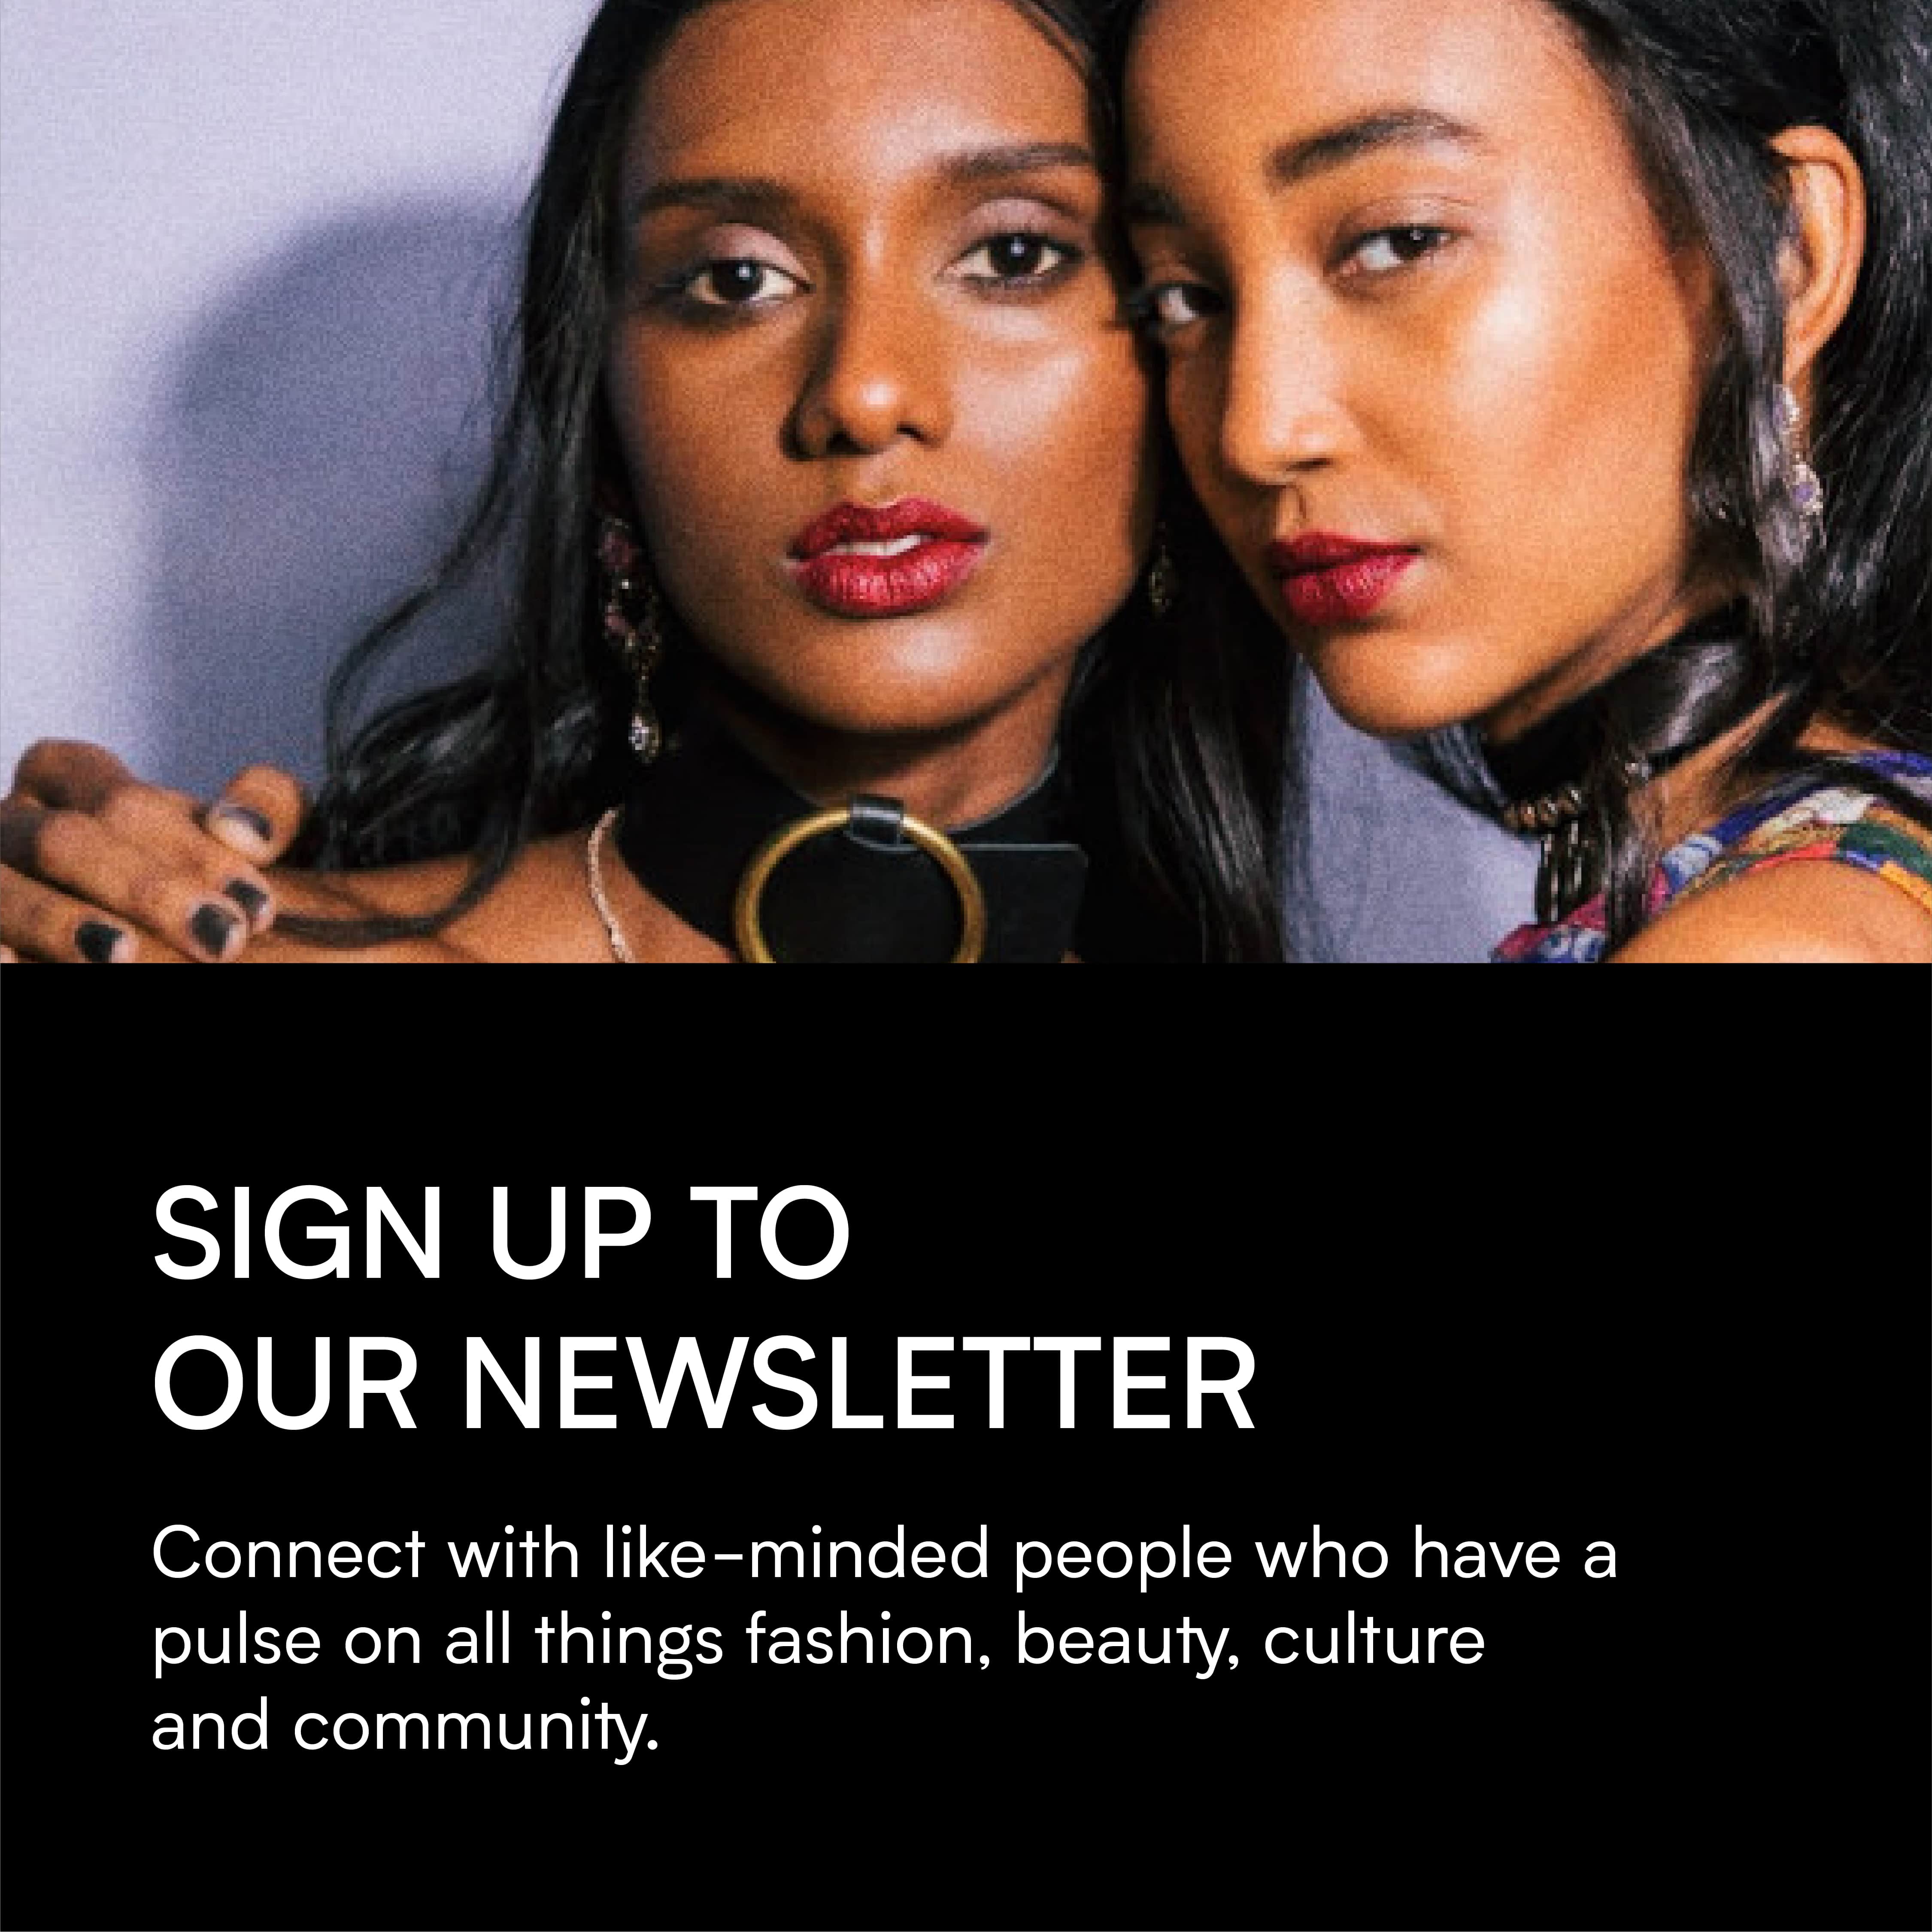 SIGN UP TO
OUR NEWSLETTER
Connect with like-minded people who have a
pulse on all things fashion, beauty, culture
and community.